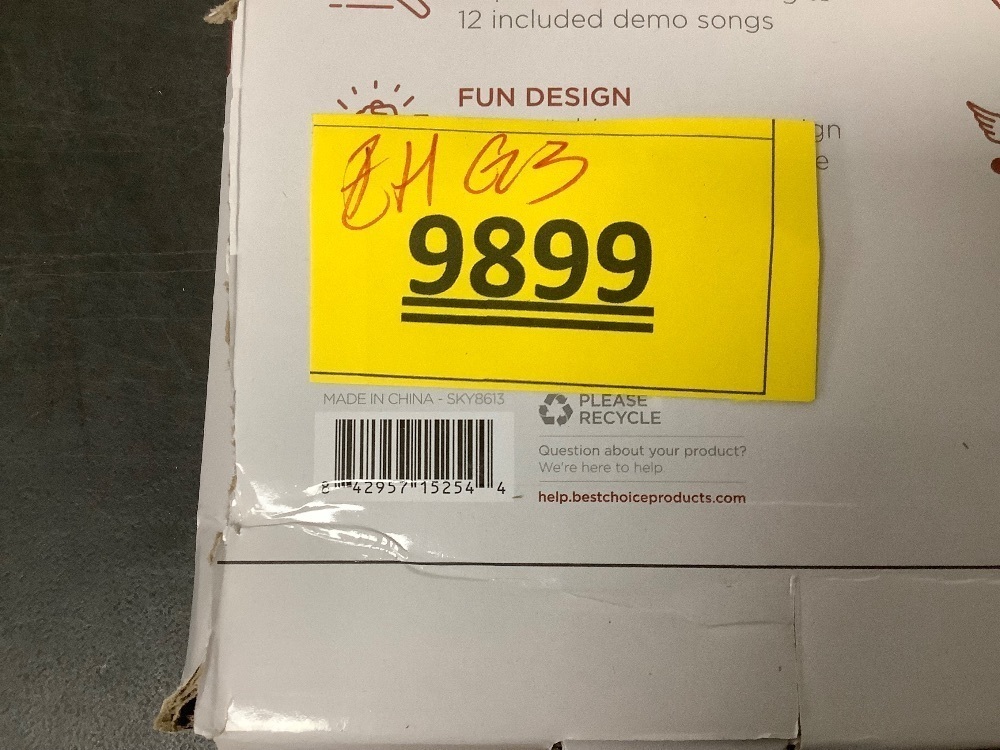 12 included demo songs
FUN DESIGN
9899
MADE IN CHINA - SKY8613
8 42957 15254 4
PLEASE
RECYCLE
Question about your product?
We're here to help.
help.bestchoiceproducts.com